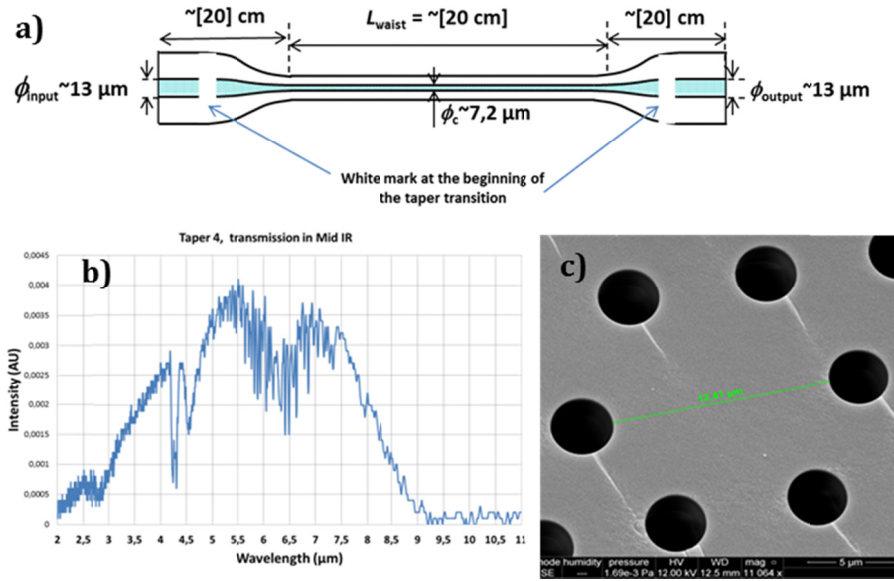 a)
~[20] cm
Lwaist = ~[20 cm]
~[20] cm
ϕinput~13 µm
ϕc~7,2 µm
ϕoutput~13 µm
White mark at the beginning of
the taper transition
Taper 4, transmission in Mid IR
b)
0,0045
0,004
0,0035
0,003
0,0025
0,002
0,0015
0,001
0,0005
0
Intensity (AU)
2 2,5 3 3,5 4 4,5 5 5,5 6 6,5 7 7,5 8 8,5 9 9,5 10 10,5 11
Wavelength (µm)
c)
µm
humidity pressure HV WD mag 5 µm
SE --- 1.69e-3 Pa 12.00 kV 12.5 mm 11 064 x